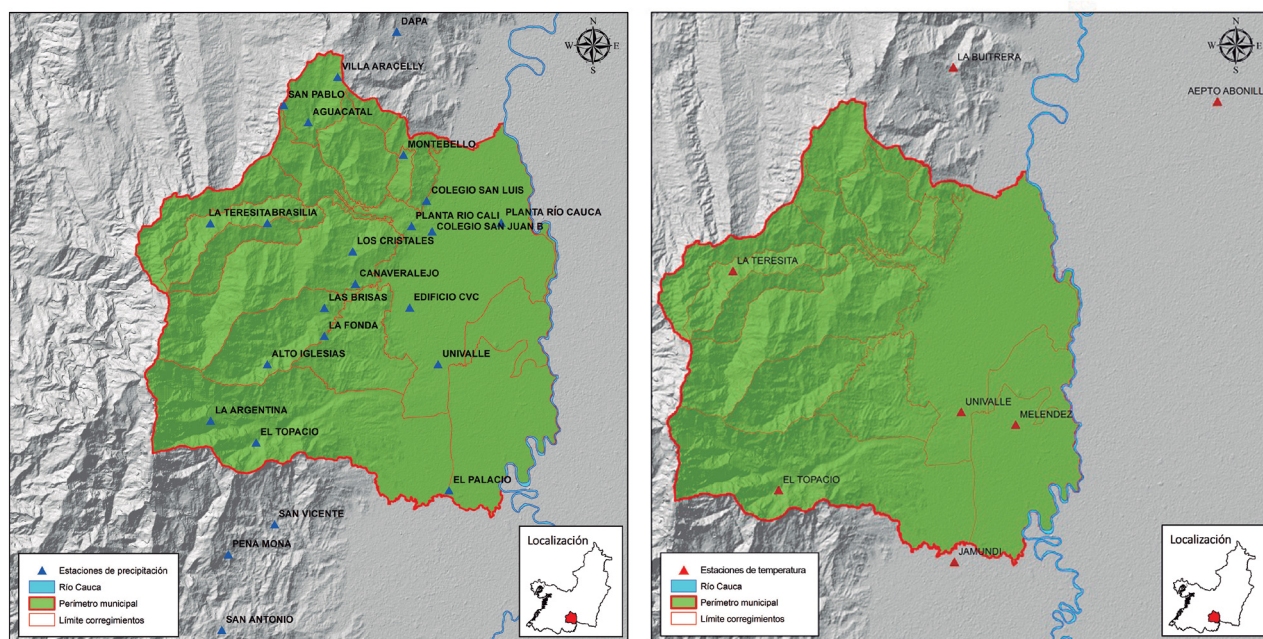 DAPA
N
W
E
S
VILLA ARACELLY
SAN PABLO
AGUACATAL
MONTEBELLO
COLEGIO SAN LUIS
LA TERESITA
BRASILIA
PLANTA RIO CALI
PLANTA RÍO CAUCA
COLEGIO SAN JUAN B
LOS CRISTALES
CANAVERALEJO
LAS BRISAS
EDIFICIO CVC
LA FONDA
ALTO IGLESIAS
UNIVALLE
LA ARGENTINA
EL TOPACIO
EL PALACIO
SAN VICENTE
PENA MONA
SAN ANTONIO
Estaciones de precipitación
Río Cauca
Perímetro municipal
Límite corregimientos
Localización
N
W
E
S
LA BUITRERA
AEPTO ABONILL
LA TERESITA
UNIVALLE
MELENDEZ
EL TOPACIO
JAMUNDI
Estaciones de temperatura
Río Cauca
Perímetro municipal
Límite corregimientos
Localización